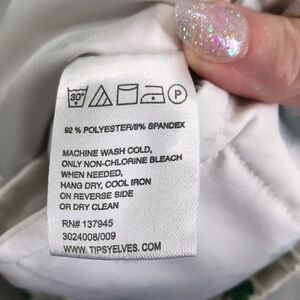 30°
P
92 % POLYESTER/8% SPANDEX
MACHINE WASH COLD,
ONLY NON-CHLORINE BLEACH
WHEN NEEDED,
HANG DRY, COOL IRON
ON REVERSE SIDE
OR DRY CLEAN
RN# 137945
3024008/009
WWW. TIPSYELVES. COM